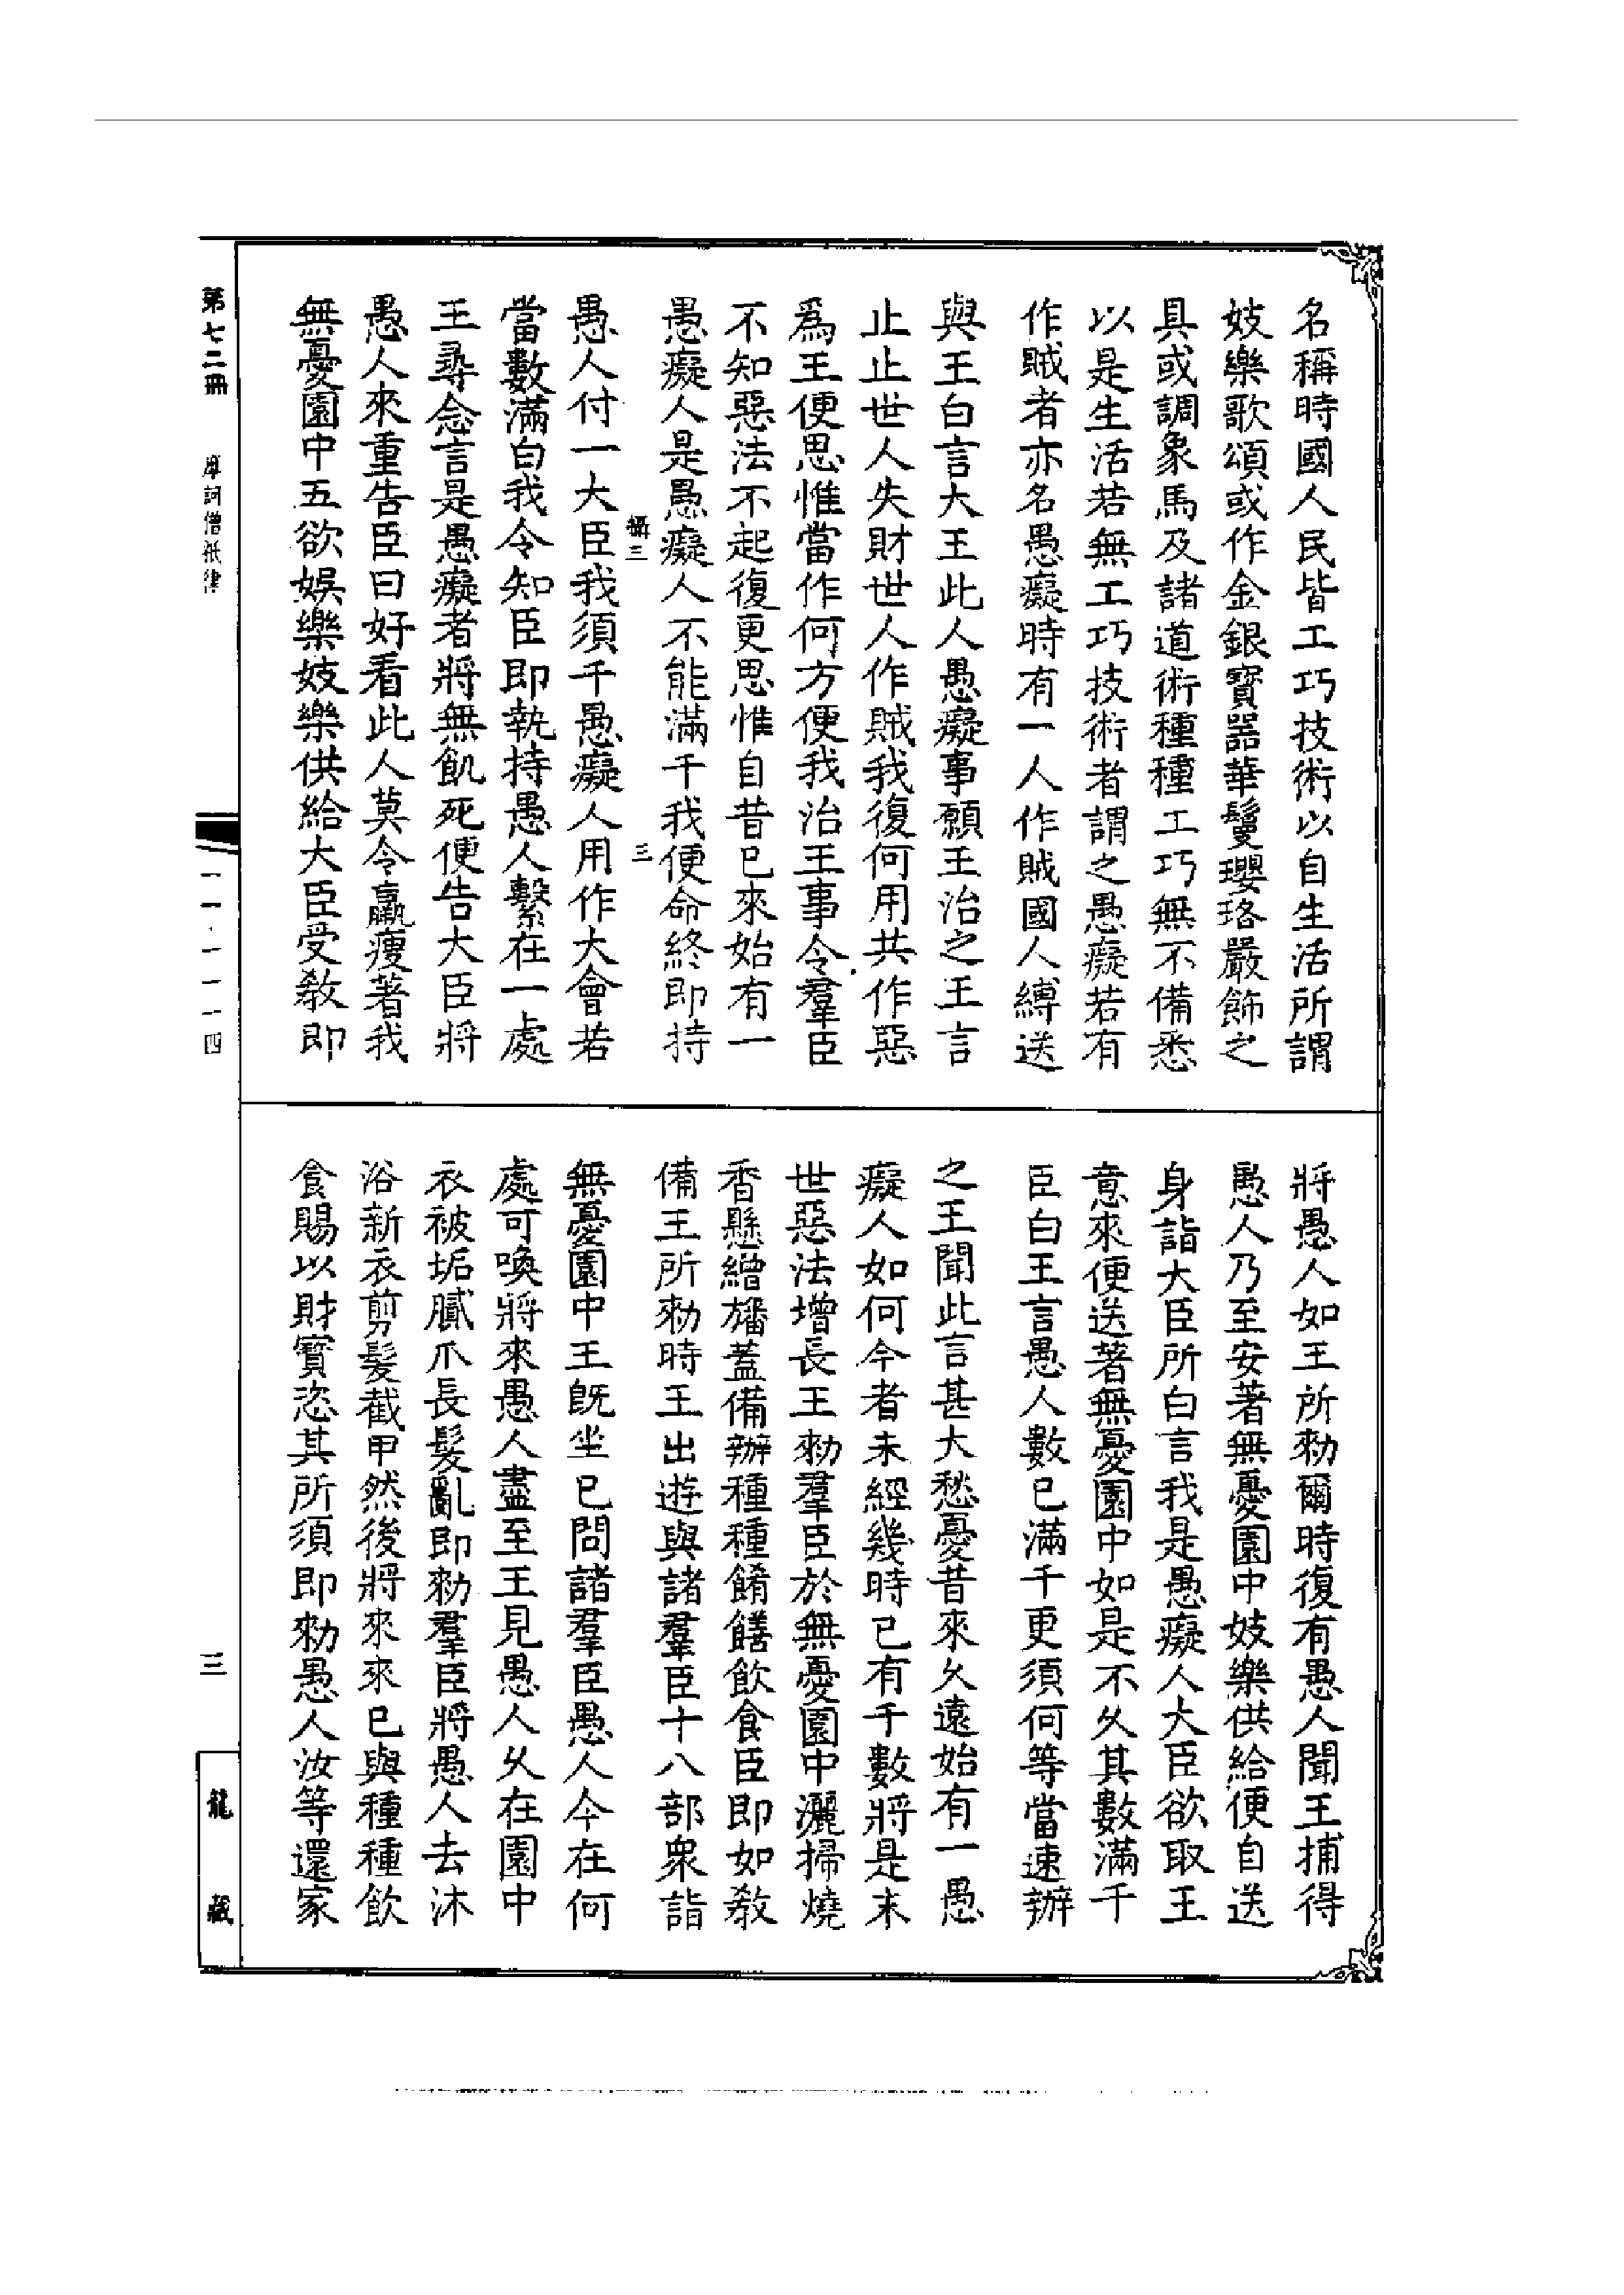 名稱時國人民皆工巧技術以自生活所謂
妓樂歌頌或作金銀寶器華鬘瓔珞嚴飾之
具或調象馬及諸道術種種工巧無不備悉
以是生活若無工巧技術者謂之愚癡若有
作賊者亦名愚癡時有一人作賊國人縛送
與王白言大王此人愚癡事願王治之王言
止止世人失財世人作賊我復何用共作惡
爲王便思惟當作何方便我治王事令羣臣
不知惡法不起復更思惟自昔已來始有一
愚癡人是愚癡人不能滿千我便命終即持
攝三
三
愚人付一大臣我須千愚癡人用作大會若
當數滿白我令知臣即執持愚人繫在一處
王尋念言是愚癡者將無飢死便告大臣將
愚人來重告臣曰好看此人莫令羸瘦著我
無憂園中五欲娛樂妓樂供給大臣受教即
將愚人如王所勑爾時復有愚人聞王捕得
愚人乃至安著無憂園中妓樂供給便自送
身詣大臣所白言我是愚癡人大臣欲取王
意來便送著無憂園中如是不久其數滿千
臣白王言愚人數已滿千更須何等當速辦
之王聞此言甚大愁憂昔來久遠始有一愚
癡人如何今者未經幾時已有千數將是末
世惡法增長王勑羣臣於無憂園中灑掃燒
香懸繒旛蓋備辦種種餚饍飲食臣即如教
備王所勑時王出遊與諸羣臣十八部衆詣
無憂園中王既坐已問諸羣臣愚人今在何
處可喚將來愚人盡至王見愚人久在園中
衣被垢膩爪長髮亂即勑羣臣將愚人去沐
浴新衣剪髮截甲然後將來來已與種種飲
食賜以財寶恣其所須即勑愚人汝等還家
第七二冊
摩訶僧祇律
三
龍藏